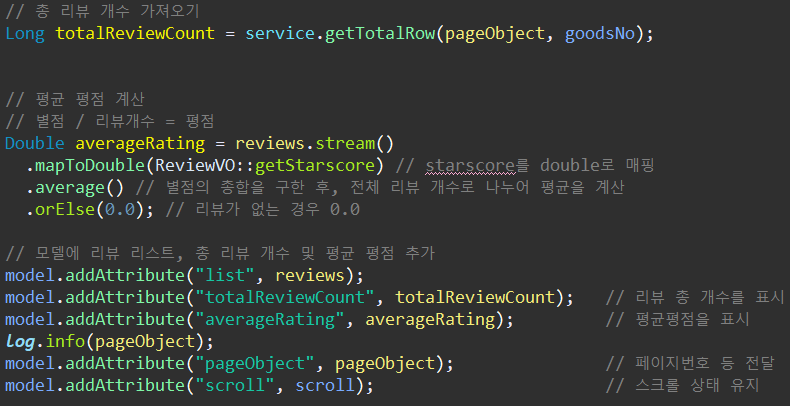 // 총 리뷰 개수 가져오기
Long totalReviewCount = service.getTotalRow(pageObject, goodsNo);
// 평균 평점 계산
// 별점 / 리뷰개수 = 평점
Double averageRating = reviews.stream()
.mapToDouble(ReviewVO::getStarscore) // starscore를 double로 매핑
.average() // 별점의 종합을 구한 후, 전체 리뷰 개수로 나누어 평균을 계산
.orElse(0.0); // 리뷰가 없는 경우 0.0
// 모델에 리뷰 리스트, 총 리뷰 개수 및 평균 평점 추가
model.addAttribute("list", reviews);
model.addAttribute("totalReviewCount", totalReviewCount); // 리뷰 총 개수를 표시
model.addAttribute("averageRating", averageRating); // 평균평점을 표시
log.info(pageObject);
model.addAttribute("pageObject", pageObject); // 페이지번호 등 전달
model.addAttribute("scroll", scroll); // 스크롤 상태 유지